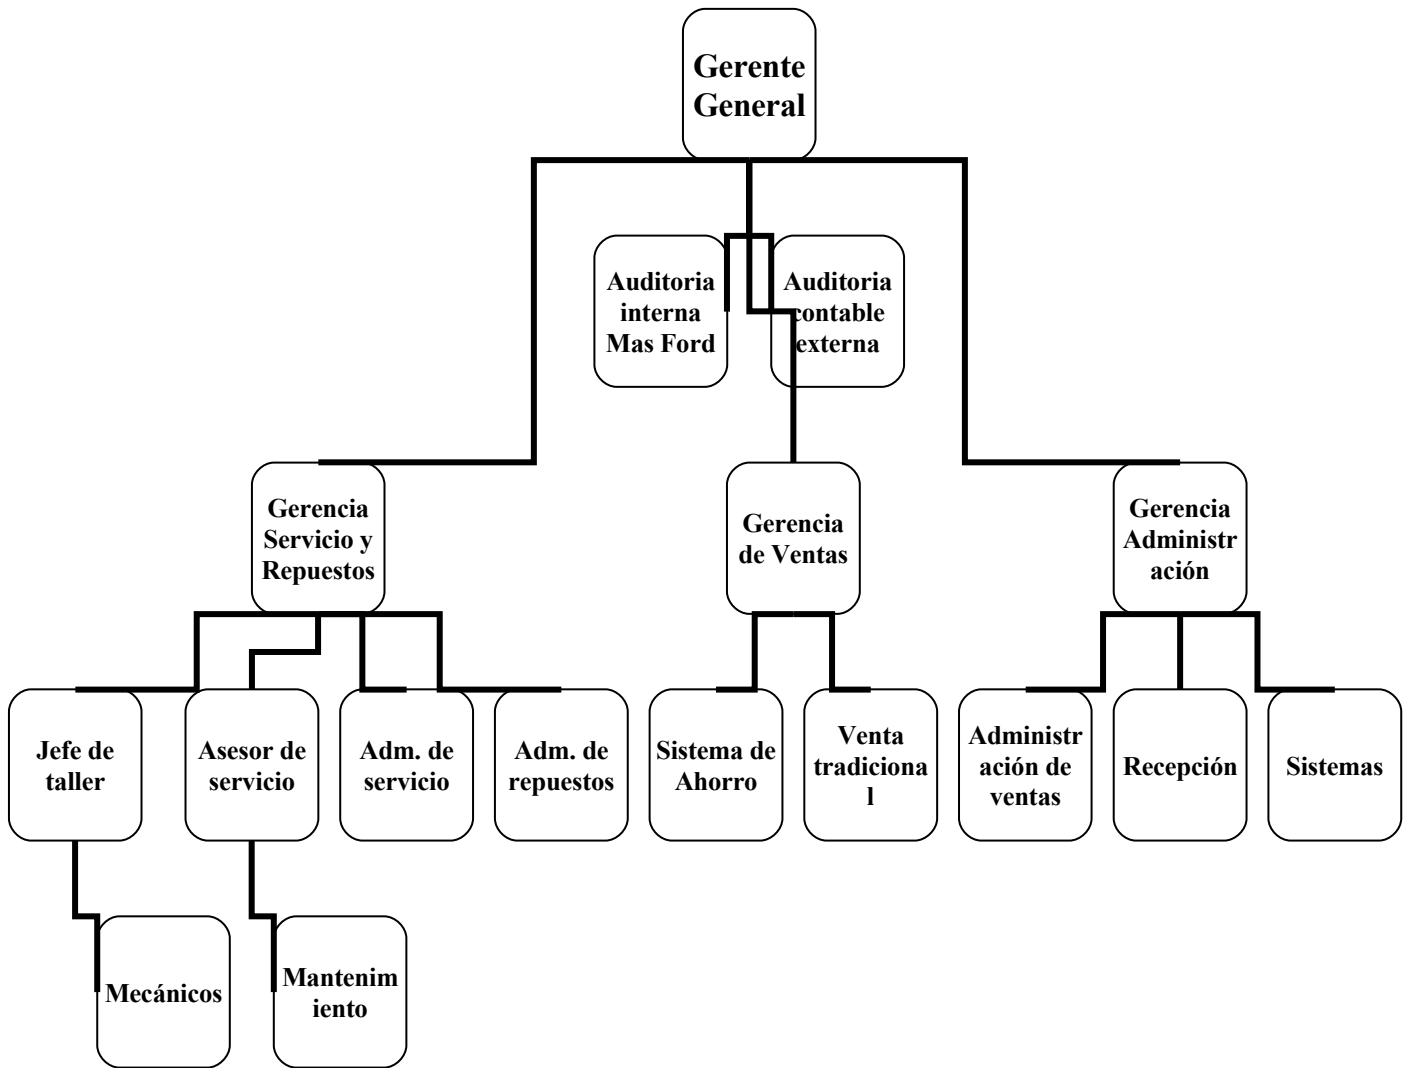 Gerente
General
Auditoria
interna
Mas Ford
Auditoria
contable
externa
Gerencia
Servicio y
Repuestos
Gerencia
de Ventas
Gerencia
Administr
ación
Jefe de
taller
Asesor de
servicio
Adm. de
servicio
Adm. de
repuestos
Sistema de
Ahorro
Venta
tradiciona
l
Administr
ación de
ventas
Recepción
Sistemas
Mecánicos
Mantenim
iento